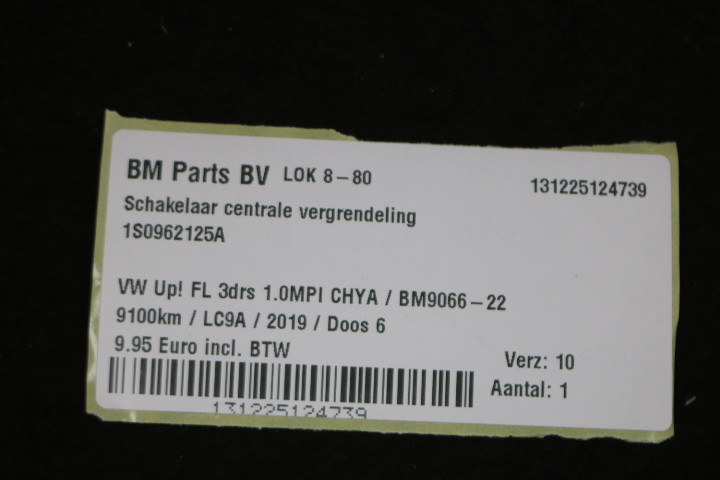 BM Parts BV LOK 8-80 131225124739
Schakelaar centrale vergrendeling
1S0962125A
VW Up! FL 3drs 1.0MPI CHYA / BM9066-22
9100km / LC9A / 2019 / Doos 6
9.95 Euro incl. BTW
Verz: 10
Aantal: 1
131225124739